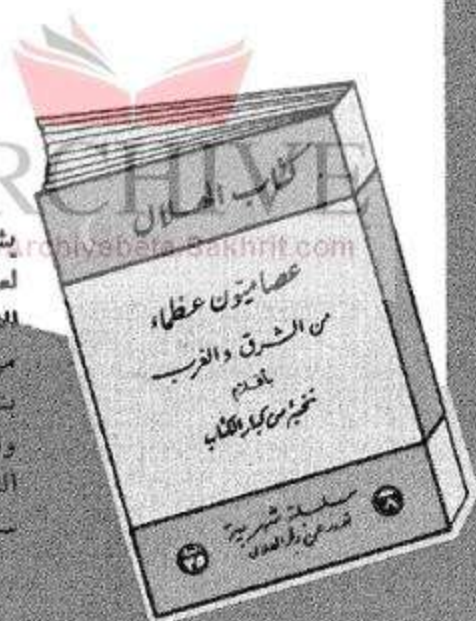 ARCHIVE
Archivebeta.Sakhrit.com
كتاب الهلال
عصاميون عظماء
من الشرق والغرب
بأقلام
نخبة من كبار الكتاب
سلسلة شهرية
تصدر عن دار الهلال